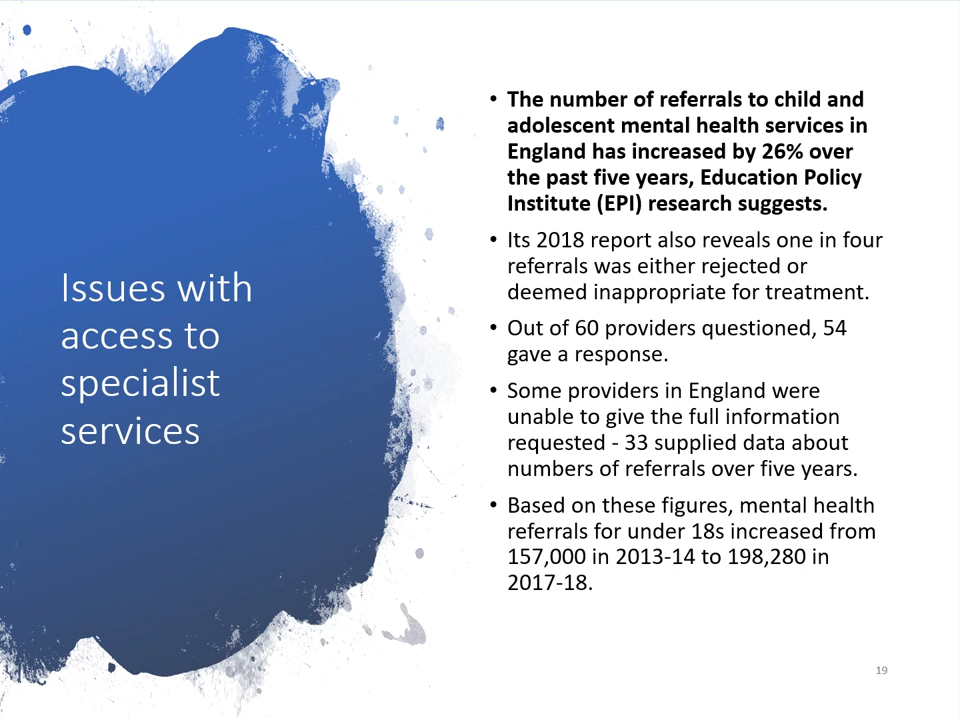 Issues with
access to
specialist
services
• The number of referrals to child and
adolescent mental health services in
England has increased by 26% over
the past five years, Education Policy
Institute (EPI) research suggests.
• Its 2018 report also reveals one in four
referrals was either rejected or
deemed inappropriate for treatment.
• Out of 60 providers questioned, 54
gave a response.
• Some providers in England were
unable to give the full information
requested - 33 supplied data about
numbers of referrals over five years.
• Based on these figures, mental health
referrals for under 18s increased from
157,000 in 2013-14 to 198,280 in
2017-18.
19